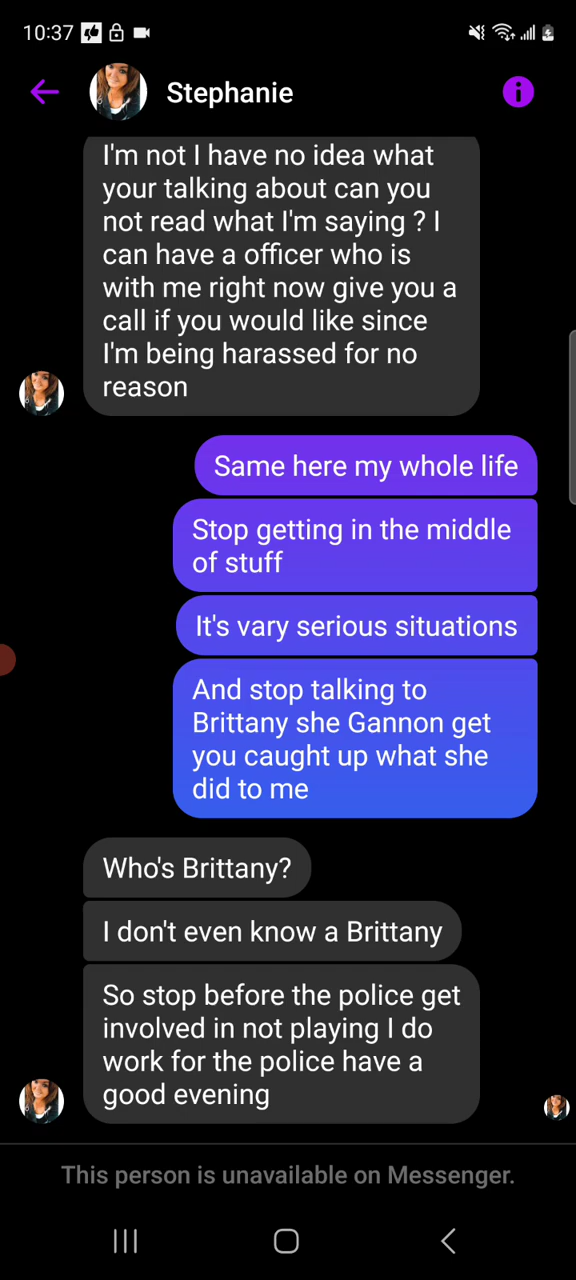 10:37
Stephanie
I'm not I have no idea what
your talking about can you
not read what I'm saying ? I
can have a officer who is
with me right now give you a
call if you would like since
I'm being harassed for no
reason
Same here my whole life
Stop getting in the middle
of stuff
It's vary serious situations
And stop talking to
Brittany she Gannon get
you caught up what she
did to me
Who's Brittany?
I don't even know a Brittany
So stop before the police get
involved in not playing I do
work for the police have a
good evening
This person is unavailable on Messenger.